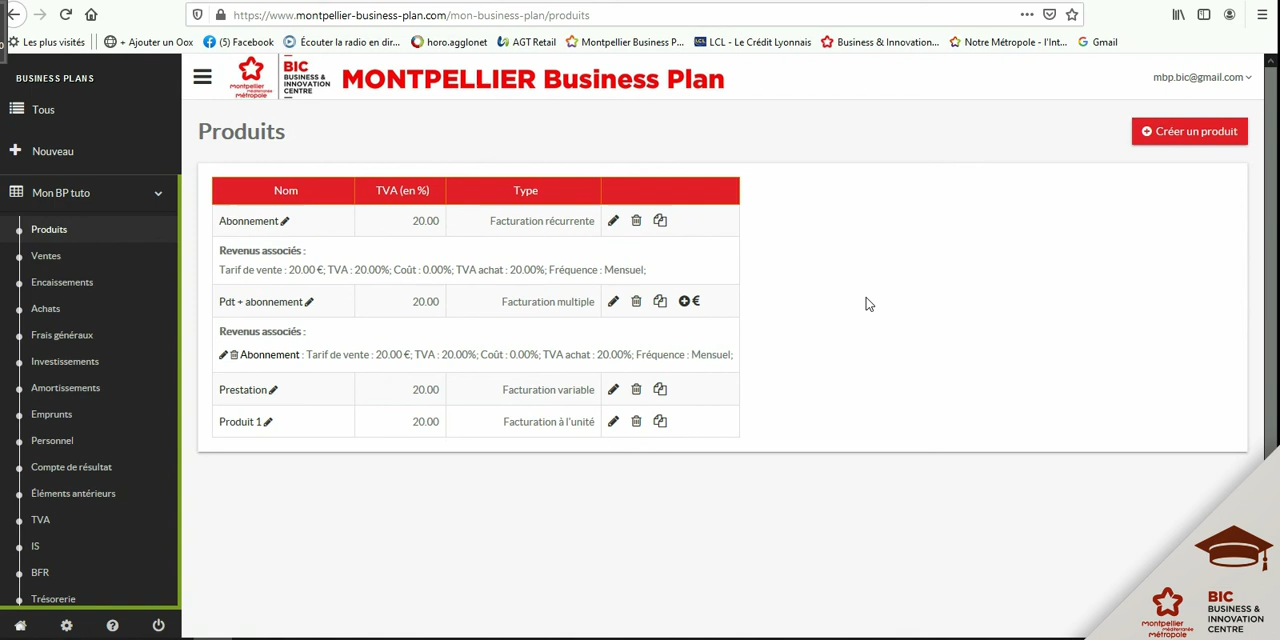 https://www.montpellier-business-plan.com/mon-business-plan/produits
Les plus visités
+ Ajouter un Oox
(5) Facebook
Écouter la radio en dir...
horo.agglonet
AGT Retail
Montpellier Business P...
LCL - Le Crédit Lyonnais
Business & Innovation...
Notre Métropole - l'Int...
Gmail
BUSINESS PLANS
Tous
Nouveau
Mon BP tuto
Produits
Ventes
Encaissements
Achats
Frais généraux
Investissements
Amortissements
Emprunts
Personnel
Compte de résultat
Éléments antérieurs
TVA
IS
BFR
Trésorerie
montpellier
méditerranée
métropole
BIC
BUSINESS &
INNOVATION
CENTRE
MONTPELLIER Business Plan
mbp.bic@gmail.com
Produits
Créer un produit
Nom TVA (en %) Type
Abonnement 20.00 Facturation récurrente
Revenus associés :
Tarif de vente : 20.00 €; TVA : 20.00%; Coût : 0.00%; TVA achat : 20.00%; Fréquence : Mensuel;
Pdt + abonnement 20.00 Facturation multiple €
Revenus associés :
Abonnement : Tarif de vente : 20.00 €; TVA : 20.00%; Coût : 0.00%; TVA achat : 20.00%; Fréquence : Mensuel;
Prestation 20.00 Facturation variable
Produit 1 20.00 Facturation à l'unité
montpellier
méditerranée
métropole
BIC
BUSINESS &
INNOVATION
CENTRE